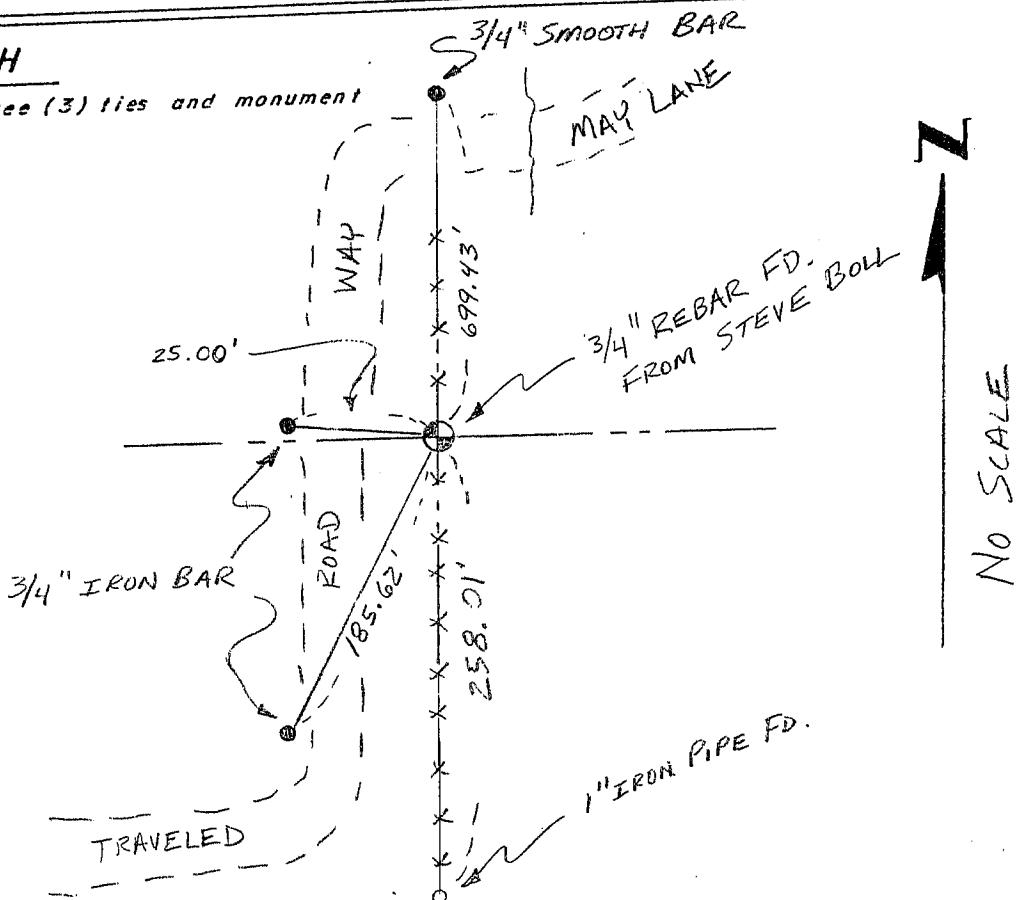 3/4" SMOOTH BAR
H
ee (3) ties and monument
MAY LANE
N
WAY
699.43'
3/4" REBAR FD.
FROM STEVE BOLL
25.00'
NO SCALE
3/4" IRON BAR
ROAD
185.62'
258.01'
1" IRON PIPE FD.
TRAVELED